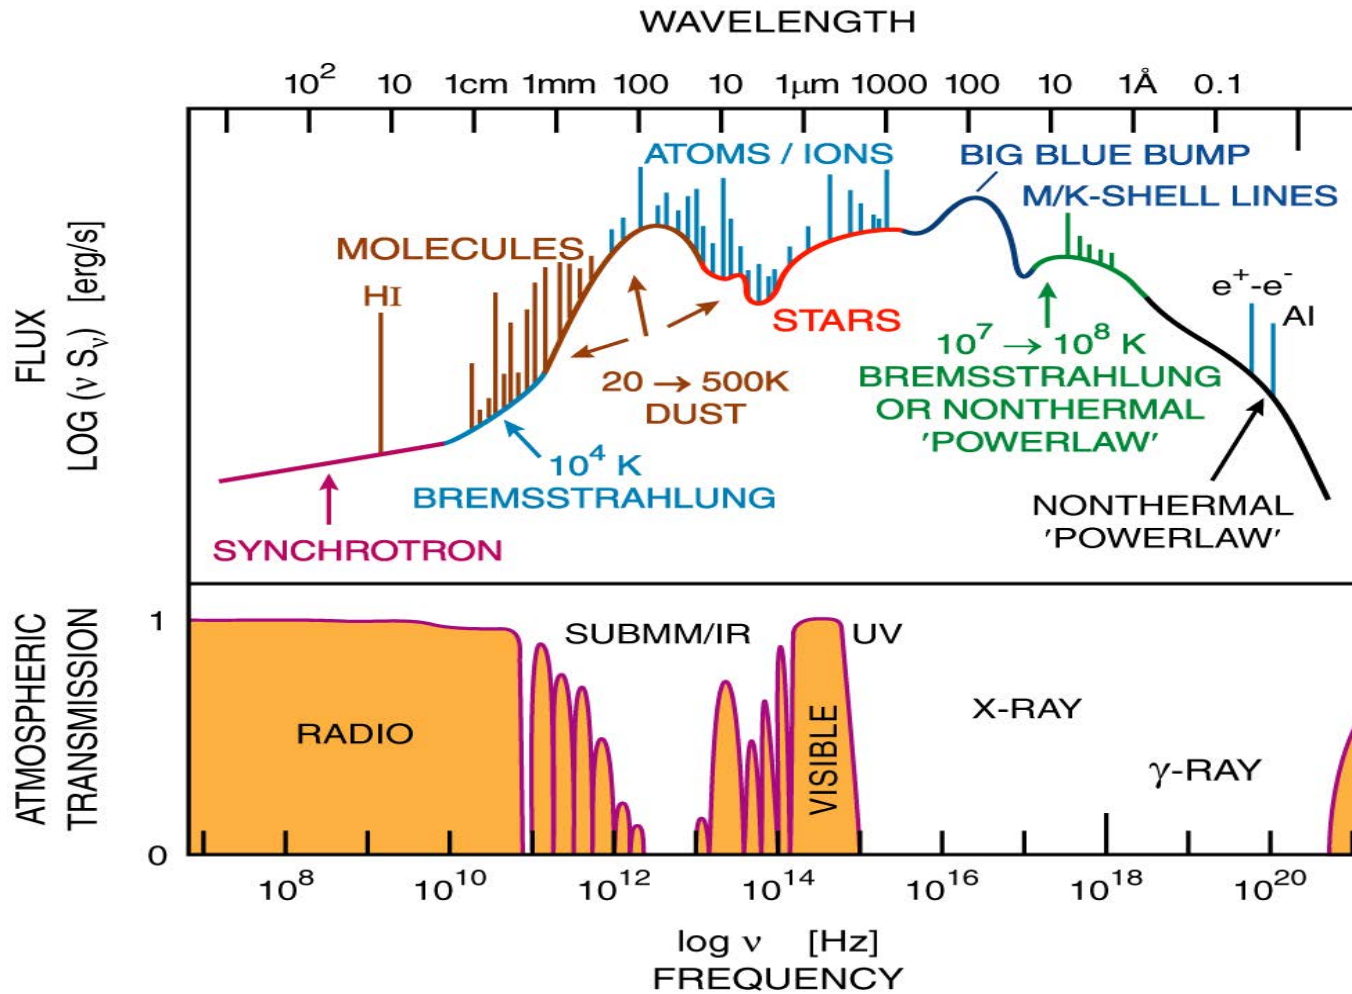 WAVELENGTH
10² 10 1cm 1mm 100 10 1μm 1000 100 10 1Å 0.1
ATOMS / IONS
BIG BLUE BUMP
M/K-SHELL LINES
MOLECULES
HI
e⁺-e⁻
Al
STARS
20 → 500K
DUST
10⁷ → 10⁸ K
BREMSSTRAHLUNG
OR NONTHERMAL
'POWERLAW'
10⁴ K
BREMSSTRAHLUNG
NONTHERMAL
'POWERLAW'
SYNCHROTRON
FLUX
LOG (ν Sν) [erg/s]
ATMOSPHERIC
TRANSMISSION
1
0
SUBMM/IR
UV
RADIO
VISIBLE
X-RAY
γ-RAY
10⁸ 10¹⁰ 10¹² 10¹⁴ 10¹⁶ 10¹⁸ 10²⁰
log ν [Hz]
FREQUENCY